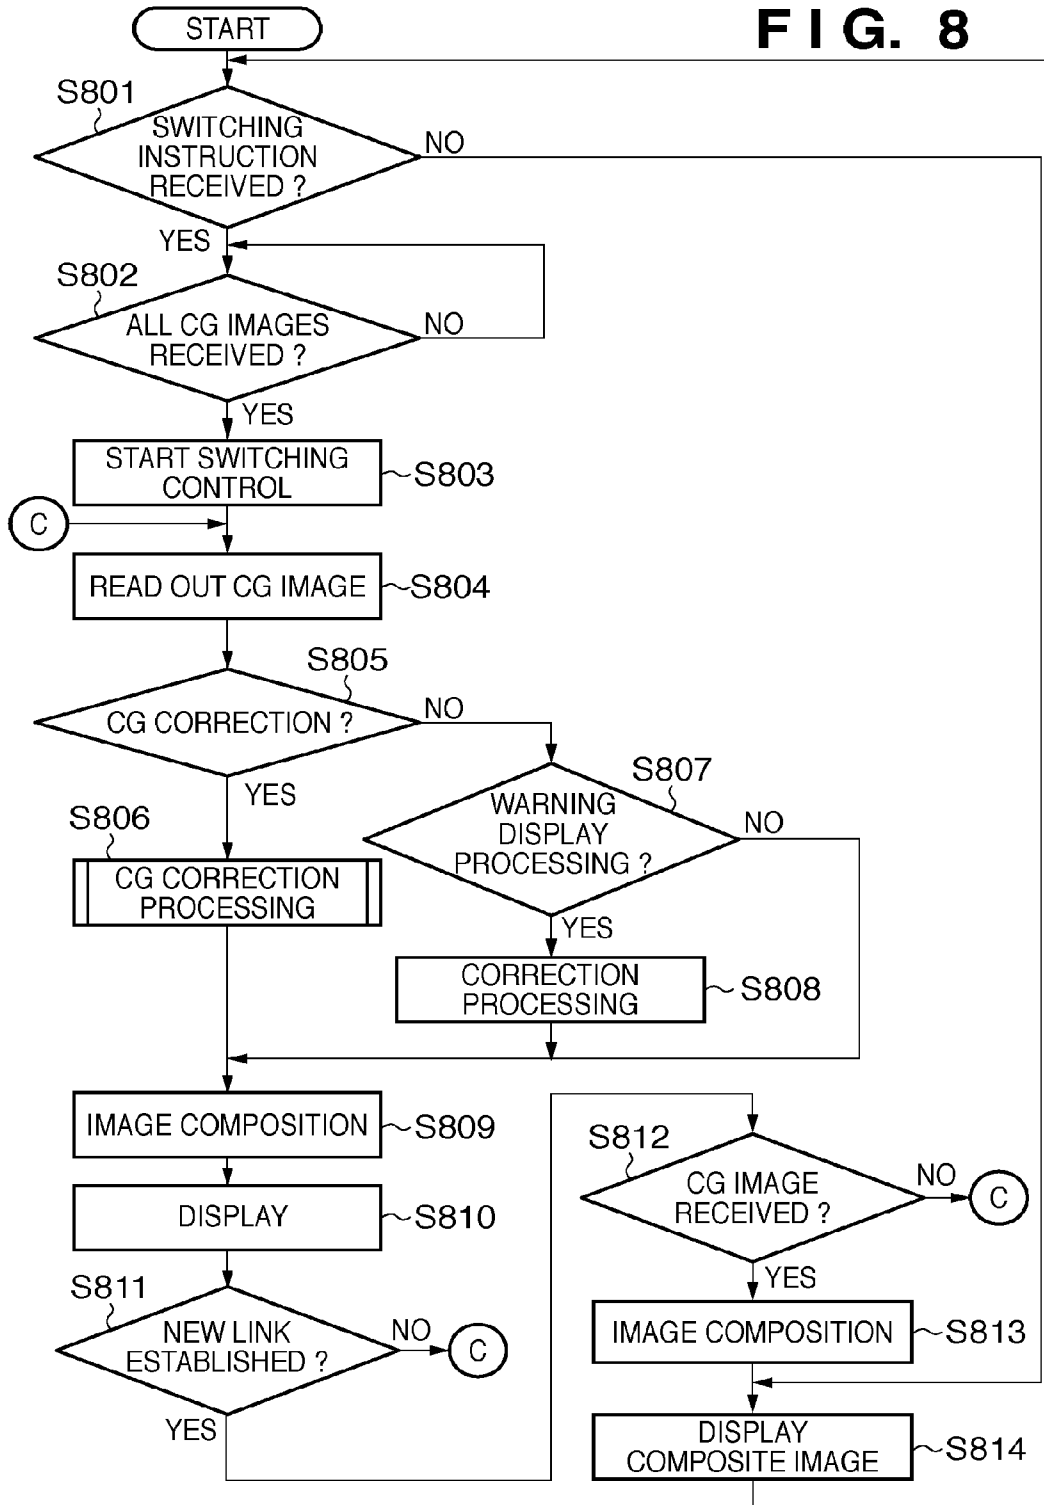 START
FIG. 8
S801
SWITCHING
INSTRUCTION
RECEIVED ?
NO
YES
S802
ALL CG IMAGES
RECEIVED ?
NO
YES
START SWITCHING
CONTROL
S803
C
READ OUT CG IMAGE
S804
S805
CG CORRECTION ?
NO
YES
S806
CG CORRECTION
PROCESSING
S807
WARNING
DISPLAY
PROCESSING ?
NO
YES
CORRECTION
PROCESSING
S808
IMAGE COMPOSITION
S809
DISPLAY
S810
S811
NEW LINK
ESTABLISHED ?
NO
C
YES
S812
CG IMAGE
RECEIVED ?
NO
C
YES
IMAGE COMPOSITION
S813
DISPLAY
COMPOSITE IMAGE
S814